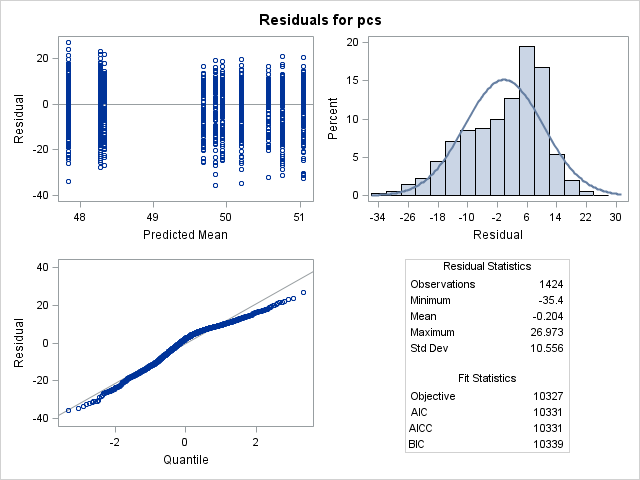 Residuals for pcs
20
0
-20
-40
Residual
48
49
50
51
Predicted Mean
20
15
10
5
0
Percent
-34
-26
-18
-10
-2
6
14
22
30
Residual
40
20
0
-20
-40
Residual
-2
0
2
Quantile
Residual Statistics
Observations 1424
Minimum -35.4
Mean -0.204
Maximum 26.973
Std Dev 10.556
Fit Statistics
Objective 10327
AIC 10331
AICC 10331
BIC 10339